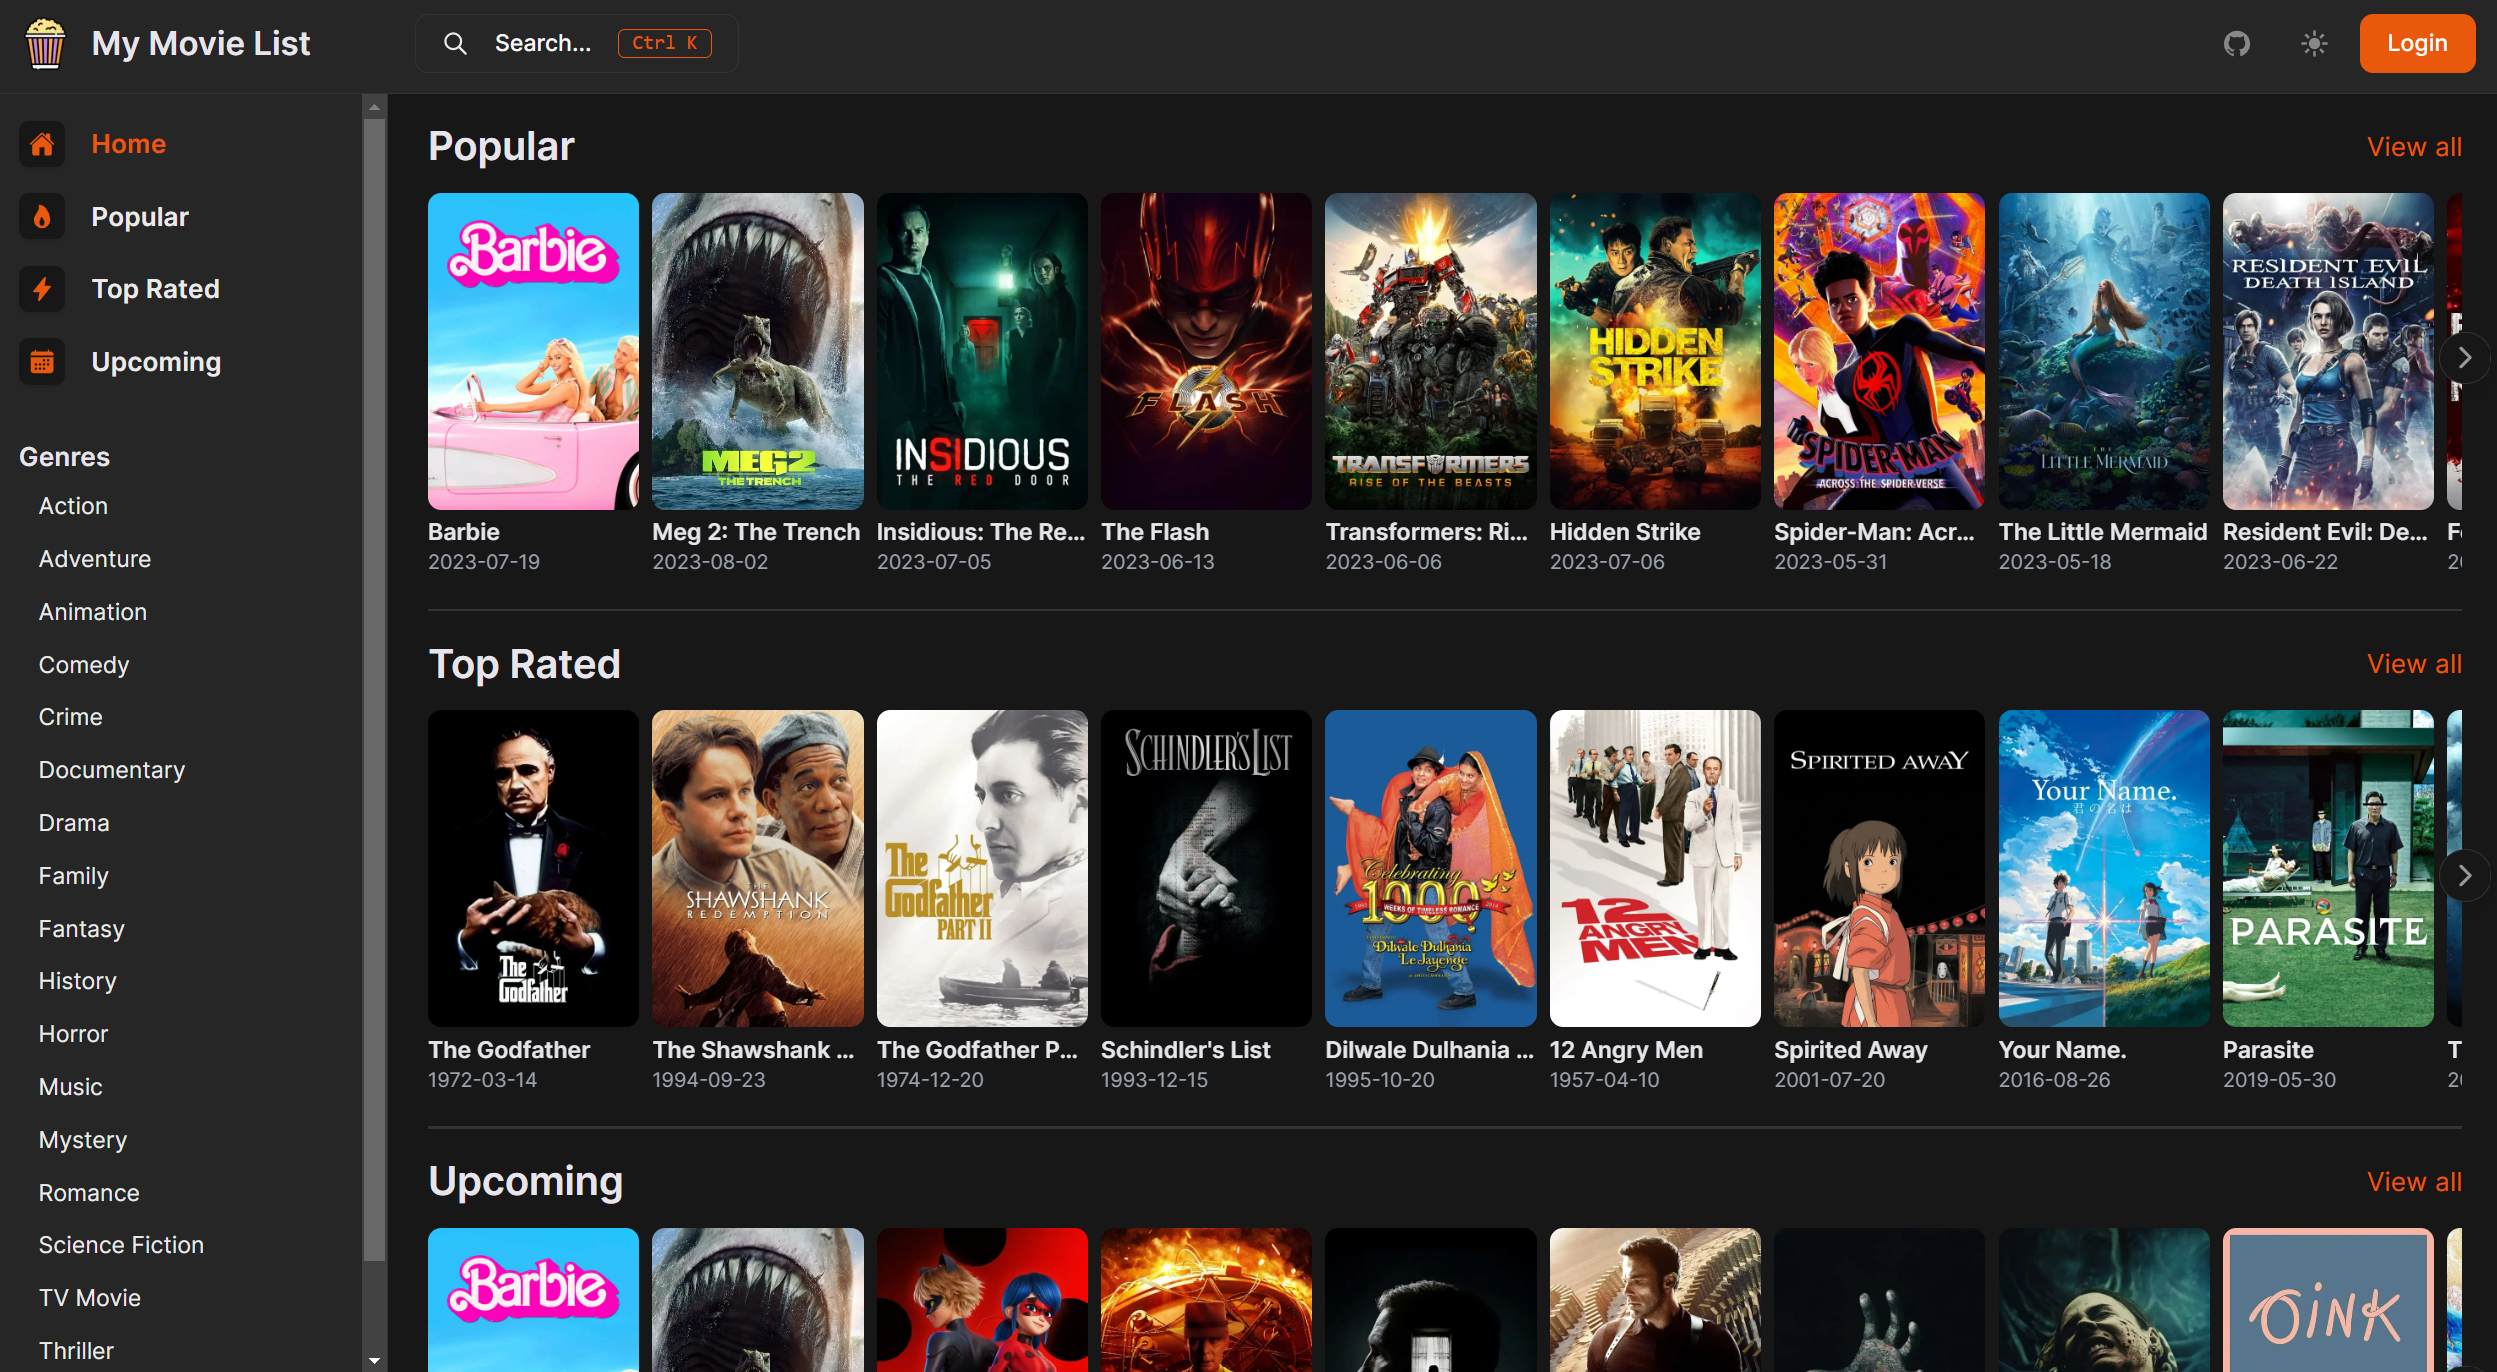 My Movie List
Search... Ctrl K
Login
Home
Popular
Top Rated
Upcoming
Genres
Action
Adventure
Animation
Comedy
Crime
Documentary
Drama
Family
Fantasy
History
Horror
Music
Mystery
Romance
Science Fiction
TV Movie
Thriller
Popular
View all
Barbie
MEG2
THE TRENCH
INSIDIOUS
THE RED DOOR
FLASH
TRANSFORMERS
RISE OF THE BEASTS
HIDDEN
STRIKE
SPIDER-MAN
ACROSS THE SPIDER-VERSE
THE
LITTLE MERMAID
RESIDENT EVIL
DEATH ISLAND
Barbie
2023-07-19
Meg 2: The Trench
2023-08-02
Insidious: The Re...
2023-07-05
The Flash
2023-06-13
Transformers: Ri...
2023-06-06
Hidden Strike
2023-07-06
Spider-Man: Acr...
2023-05-31
The Little Mermaid
2023-05-18
Resident Evil: De...
2023-06-22
Top Rated
View all
The
Godfather
THE
SHAWSHANK
REDEMPTION
The
Godfather
PART II
SCHINDLER'S LIST
Celebrating
1000
WEEKS OF TIMELESS ROMANCE
Dilwale Dulhania
Le Jayenge
12
ANGRY
MEN
SPIRITED AWAY
Your Name.
君の名は
PARASITE
The Godfather
1972-03-14
The Shawshank ...
1994-09-23
The Godfather P...
1974-12-20
Schindler's List
1993-12-15
Dilwale Dulhania ...
1995-10-20
12 Angry Men
1957-04-10
Spirited Away
2001-07-20
Your Name.
2016-08-26
Parasite
2019-05-30
Upcoming
View all
Barbie
OINK